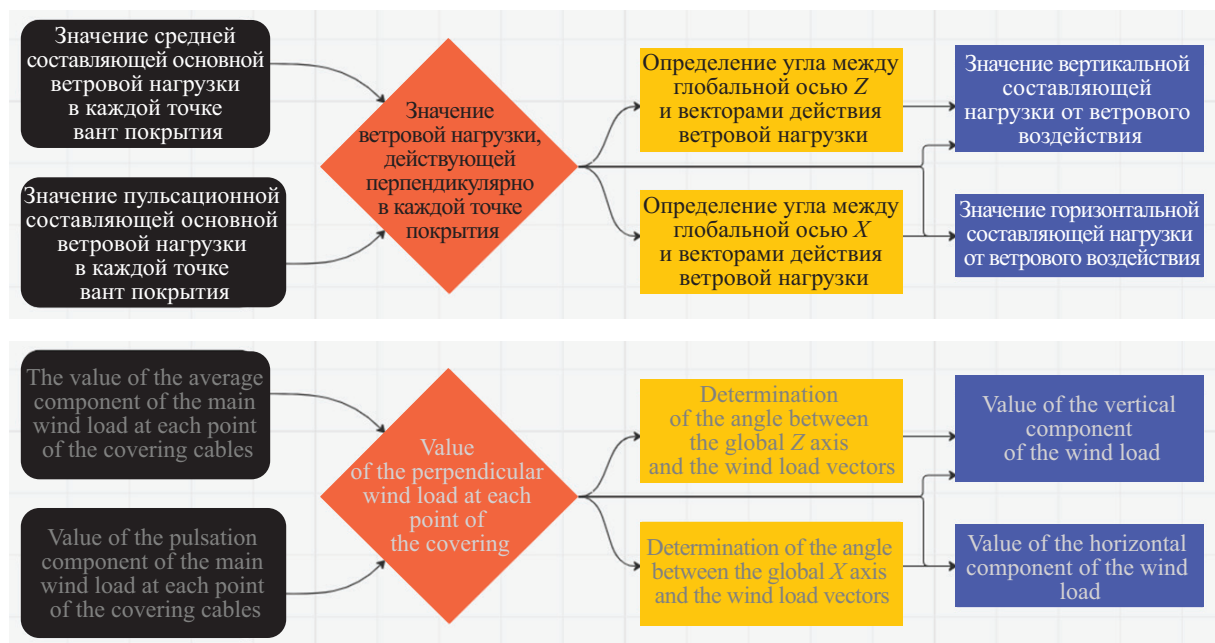 Значение средней
составляющей основной
ветровой нагрузки
в каждой точке
вант покрытия
Значение пульсационной
составляющей основной
ветровой нагрузки
в каждой точке
вант покрытия
Значение
ветровой нагрузки,
действующей
перпендикулярно
в каждой точке
покрытия
Определение угла между
глобальной осью Z
и векторами действия
ветровой нагрузки
Определение угла между
глобальной осью X
и векторами действия
ветровой нагрузки
Значение вертикальной
составляющей
нагрузки от ветрового
воздействия
Значение горизонтальной
составляющей нагрузки
от ветрового воздействия
The value of the average
component of the main
wind load at each point
of the covering cables
Value of the pulsation
component of the main
wind load at each point
of the covering cables
Value
of the perpendicular
wind load at each
point of
the covering
Determination
of the angle between
the global Z axis
and the wind load vectors
Determination of the angle
between the global X axis
and the wind load vectors
Value of the vertical
component
of the wind load
Value of the horizontal
component of the wind
load